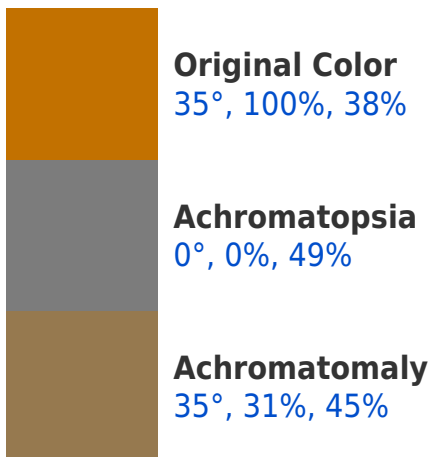 Original Color
35°, 100%, 38%
Achromatopsia
0°, 0%, 49%
Achromatomaly
35°, 31%, 45%